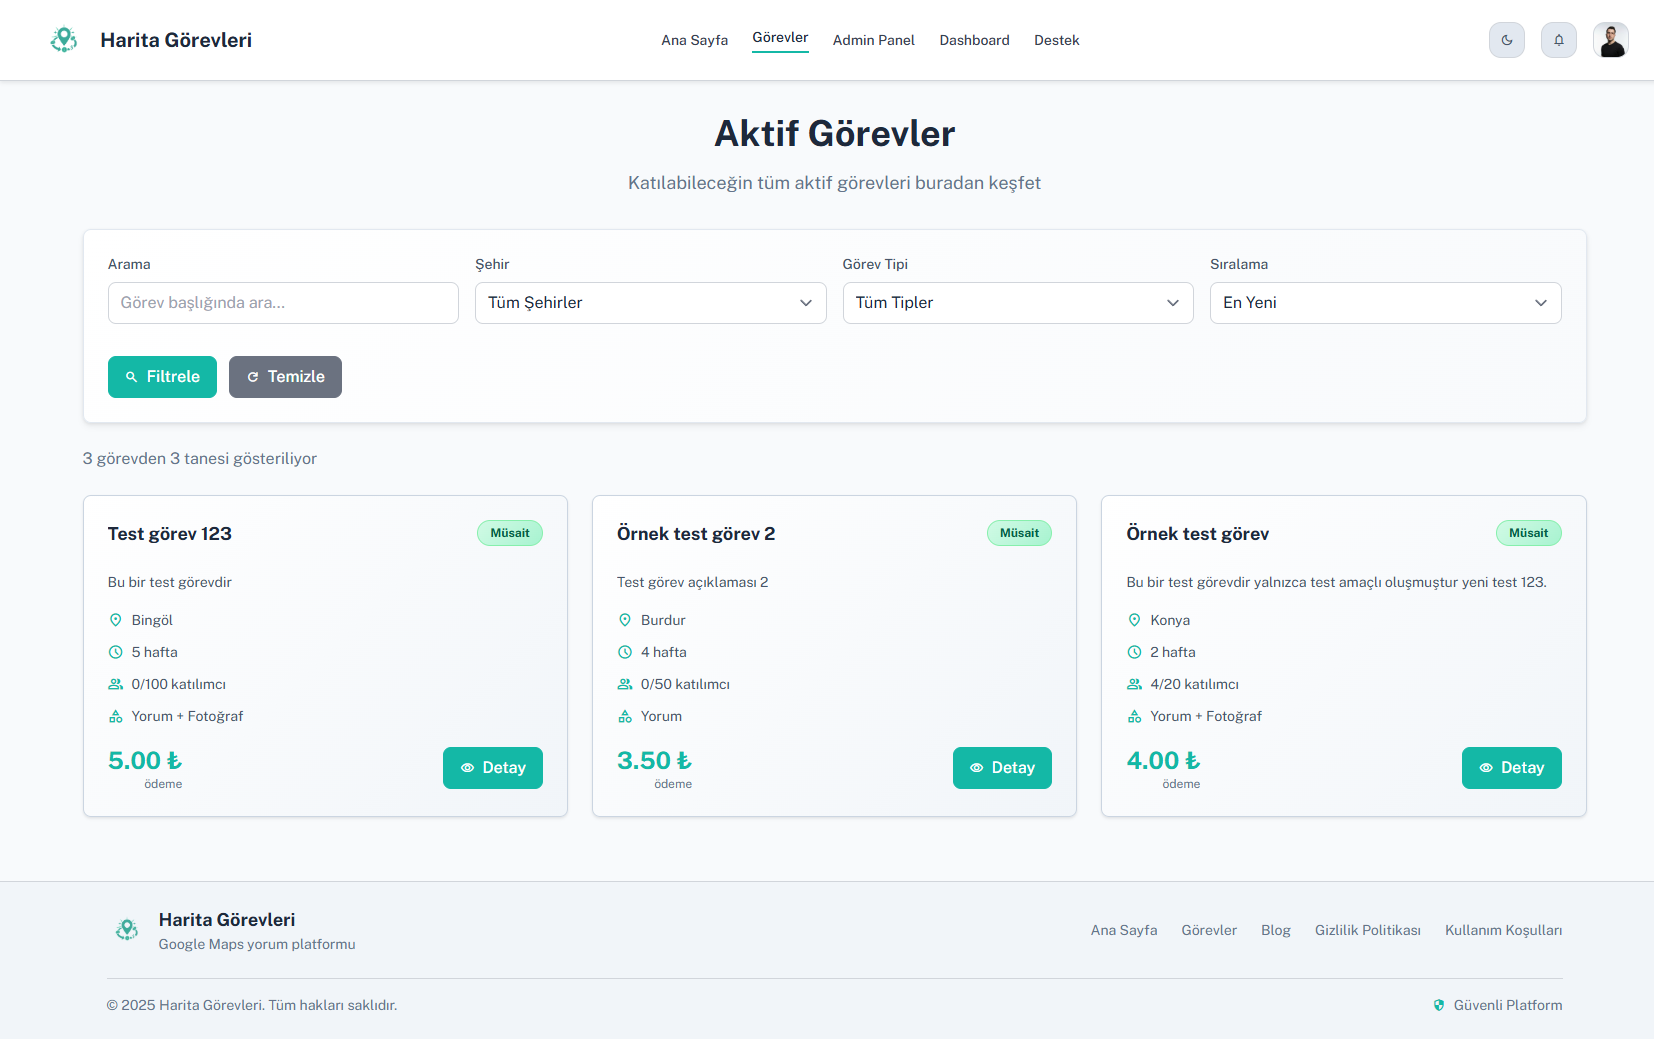 Harita Görevleri
Ana Sayfa
Görevler
Admin Panel
Dashboard
Destek
Aktif Görevler
Katılabileceğin tüm aktif görevleri buradan keşfet
Arama
Şehir
Görev Tipi
Sıralama
Görev başlığında ara...
Tüm Şehirler
Tüm Tipler
En Yeni
Filtrele
Temizle
3 görevden 3 tanesi gösteriliyor
Test görev 123
Müsait
Bu bir test görevdir
Bingöl
5 hafta
0/100 katılımcı
Yorum + Fotoğraf
5.00 ₺
ödeme
Detay
Örnek test görev 2
Müsait
Test görev açıklaması 2
Burdur
4 hafta
0/50 katılımcı
Yorum
3.50 ₺
ödeme
Detay
Örnek test görev
Müsait
Bu bir test görevdir yalnızca test amaçlı oluşmuştur yeni test 123.
Konya
2 hafta
4/20 katılımcı
Yorum + Fotoğraf
4.00 ₺
ödeme
Detay
Harita Görevleri
Google Maps yorum platformu
Ana Sayfa
Görevler
Blog
Gizlilik Politikası
Kullanım Koşulları
© 2025 Harita Görevleri. Tüm hakları saklıdır.
Güvenli Platform